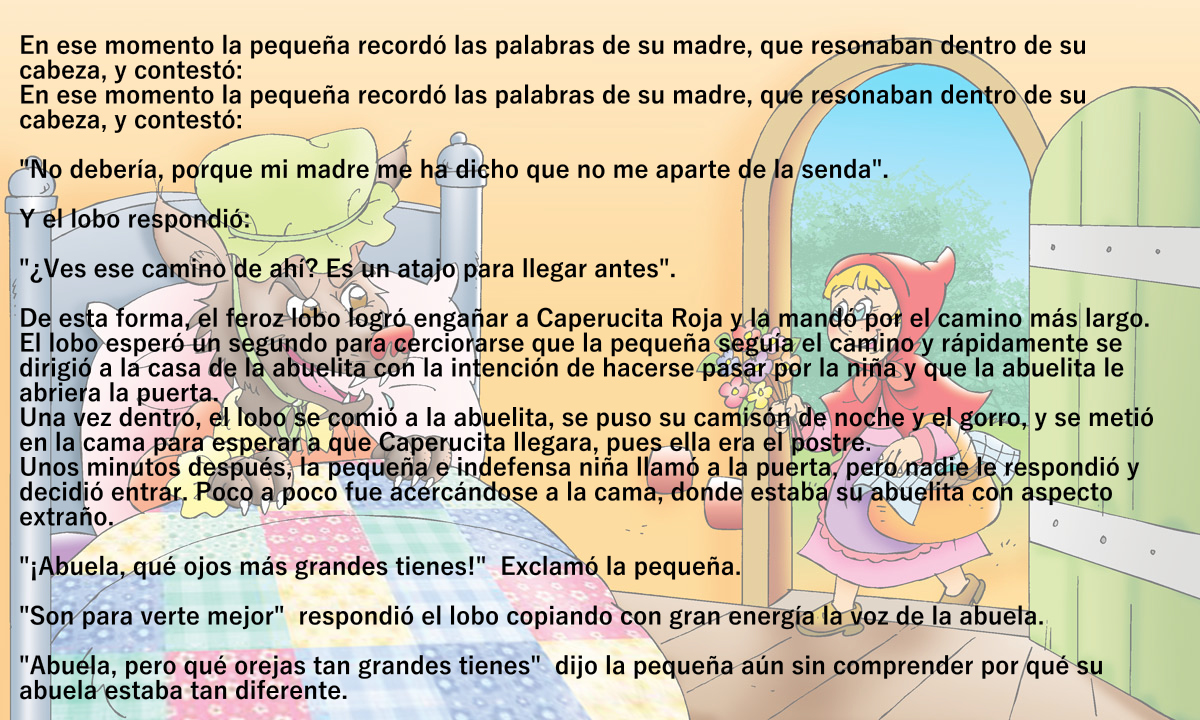 En ese momento la pequeña recordó las palabras de su madre, que resonaban dentro de su
cabeza, y contestó:
En ese momento la pequeña recordó las palabras de su madre, que resonaban dentro de su
cabeza, y contestó:
"No debería, porque mi madre me ha dicho que no me aparte de la senda".
Y el lobo respondió:
"¿Ves ese camino de ahí? Es un atajo para llegar antes".
De esta forma, el feroz lobo logró engañar a Caperucita Roja y la mandó por el camino más largo.
El lobo esperó un segundo para cerciorarse que la pequeña seguía el camino y rápidamente se
dirigió a la casa de la abuelita con la intención de hacerse pasar por la niña y que la abuelita le
abriera la puerta.
Una vez dentro, el lobo se comió a la abuelita, se puso su camisón de noche y el gorro, y se metió
en la cama para esperar a que Caperucita llegara, pues ella era el postre.
Unos minutos después, la pequeña e indefensa niña llamó a la puerta, pero nadie le respondió y
decidió entrar. Poco a poco fue acercándose a la cama, donde estaba su abuelita con aspecto
extraño.
"¡Abuela, qué ojos más grandes tienes!"  Exclamó la pequeña.
"Son para verte mejor"  respondió el lobo copiando con gran energía la voz de la abuela.
"Abuela, pero qué orejas tan grandes tienes"  dijo la pequeña aún sin comprender por qué su
abuela estaba tan diferente.